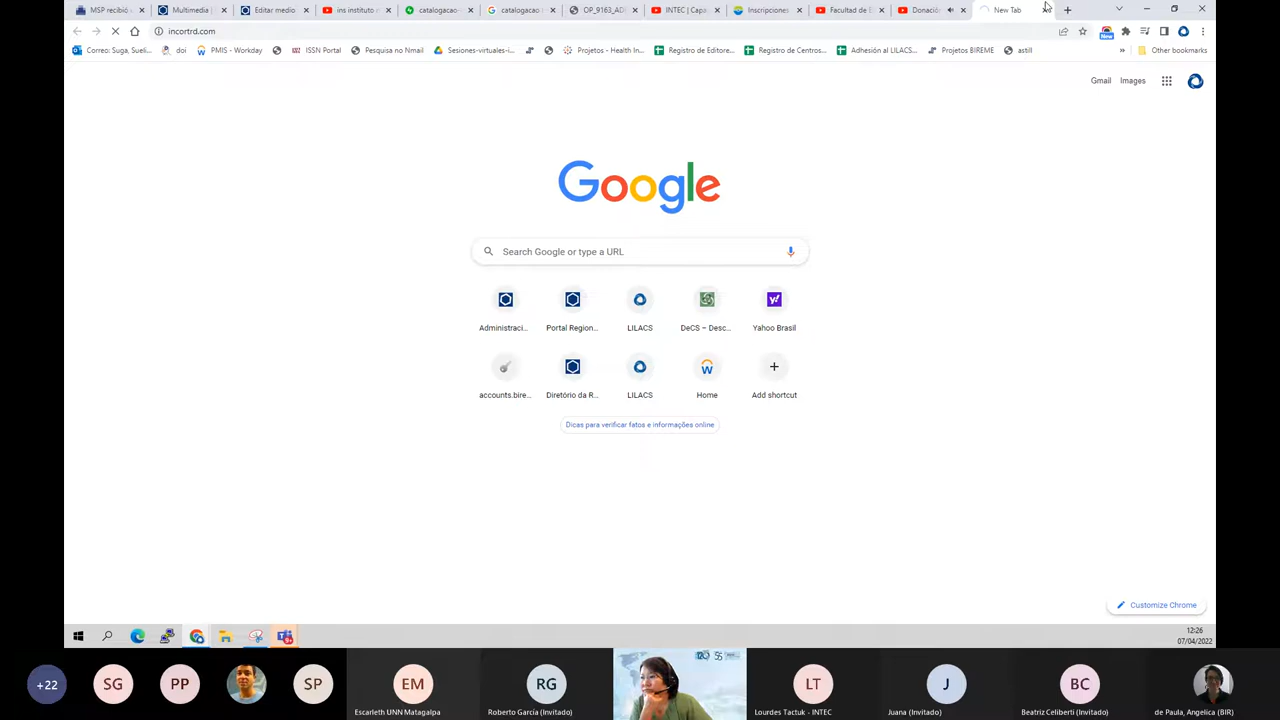 MSP recibió
Multimedia |
Editar medio
ins instituto
catalogacao
catalogacao
OP_9163_AD
INTEC | Capa
Inscripciones
Facultad de
Donación
New Tab
incortrd.com
Correo: Suga, Sueli...
PMIS - Workday
doi
ISSN Portal
Pesquisa no Nmail
Sesiones-virtuales-i...
Projetos - Health In...
Registro de Editore...
Registro de Centros...
Adhesión al LILACS...
Projetos BIREME
astill
»
Other bookmarks
New
Gmail Images
Google
Search Google or type a URL
Administraci...
Portal Region...
LILACS
DeCS – Desc...
Yahoo Brasil
accounts.bire...
Diretório da R...
LILACS
Home
Add shortcut
Dicas para verificar fatos e informações online
Customize Chrome
12:26
07/04/2022
+22
SG
PP
SP
EM
RG
LT
J
BC
Escarleth UNN Matagalpa
Roberto García (Invitado)
Lourdes Tactuk - INTEC
Juana (Invitado)
Beatriz Celiberti (Invitado)
de Paula, Angelica (BIR)